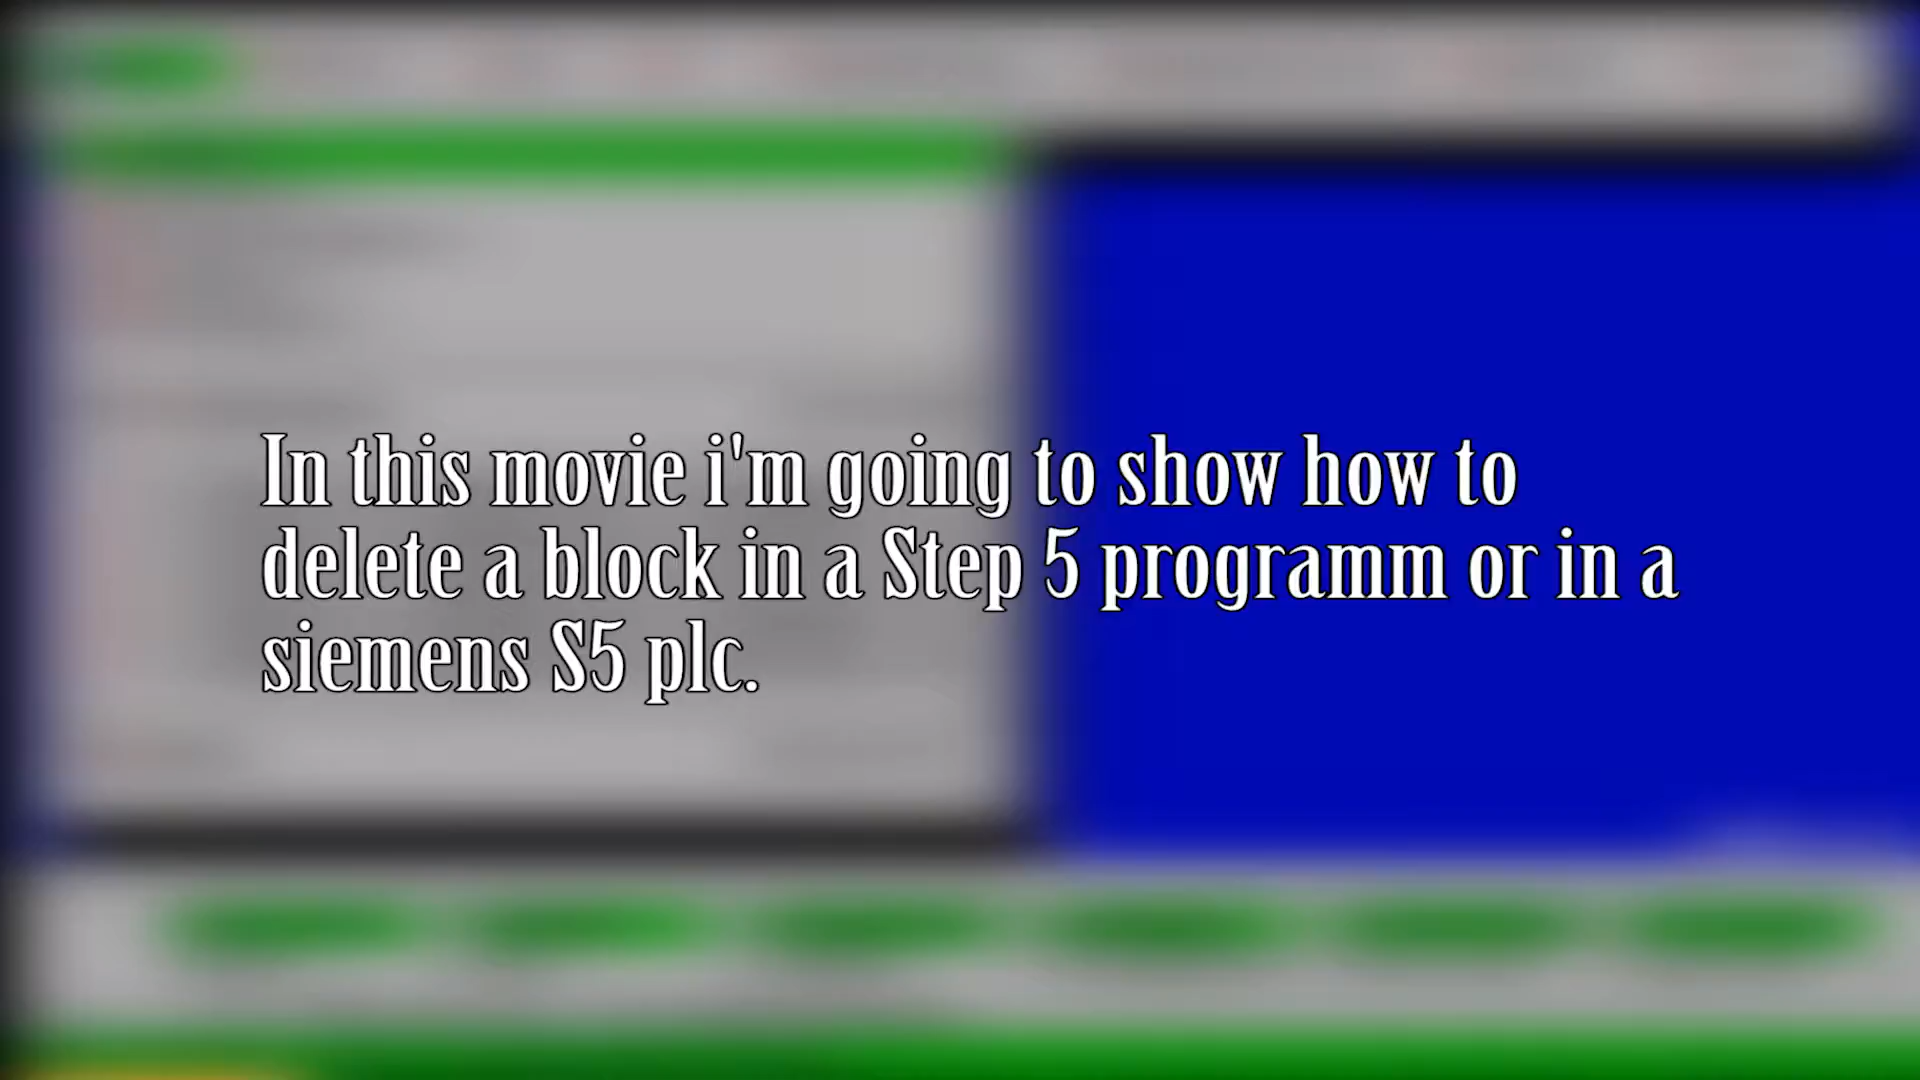 In this movie i'm going to show how to
delete a block in a Step 5 programm or in a
siemens S5 plc.